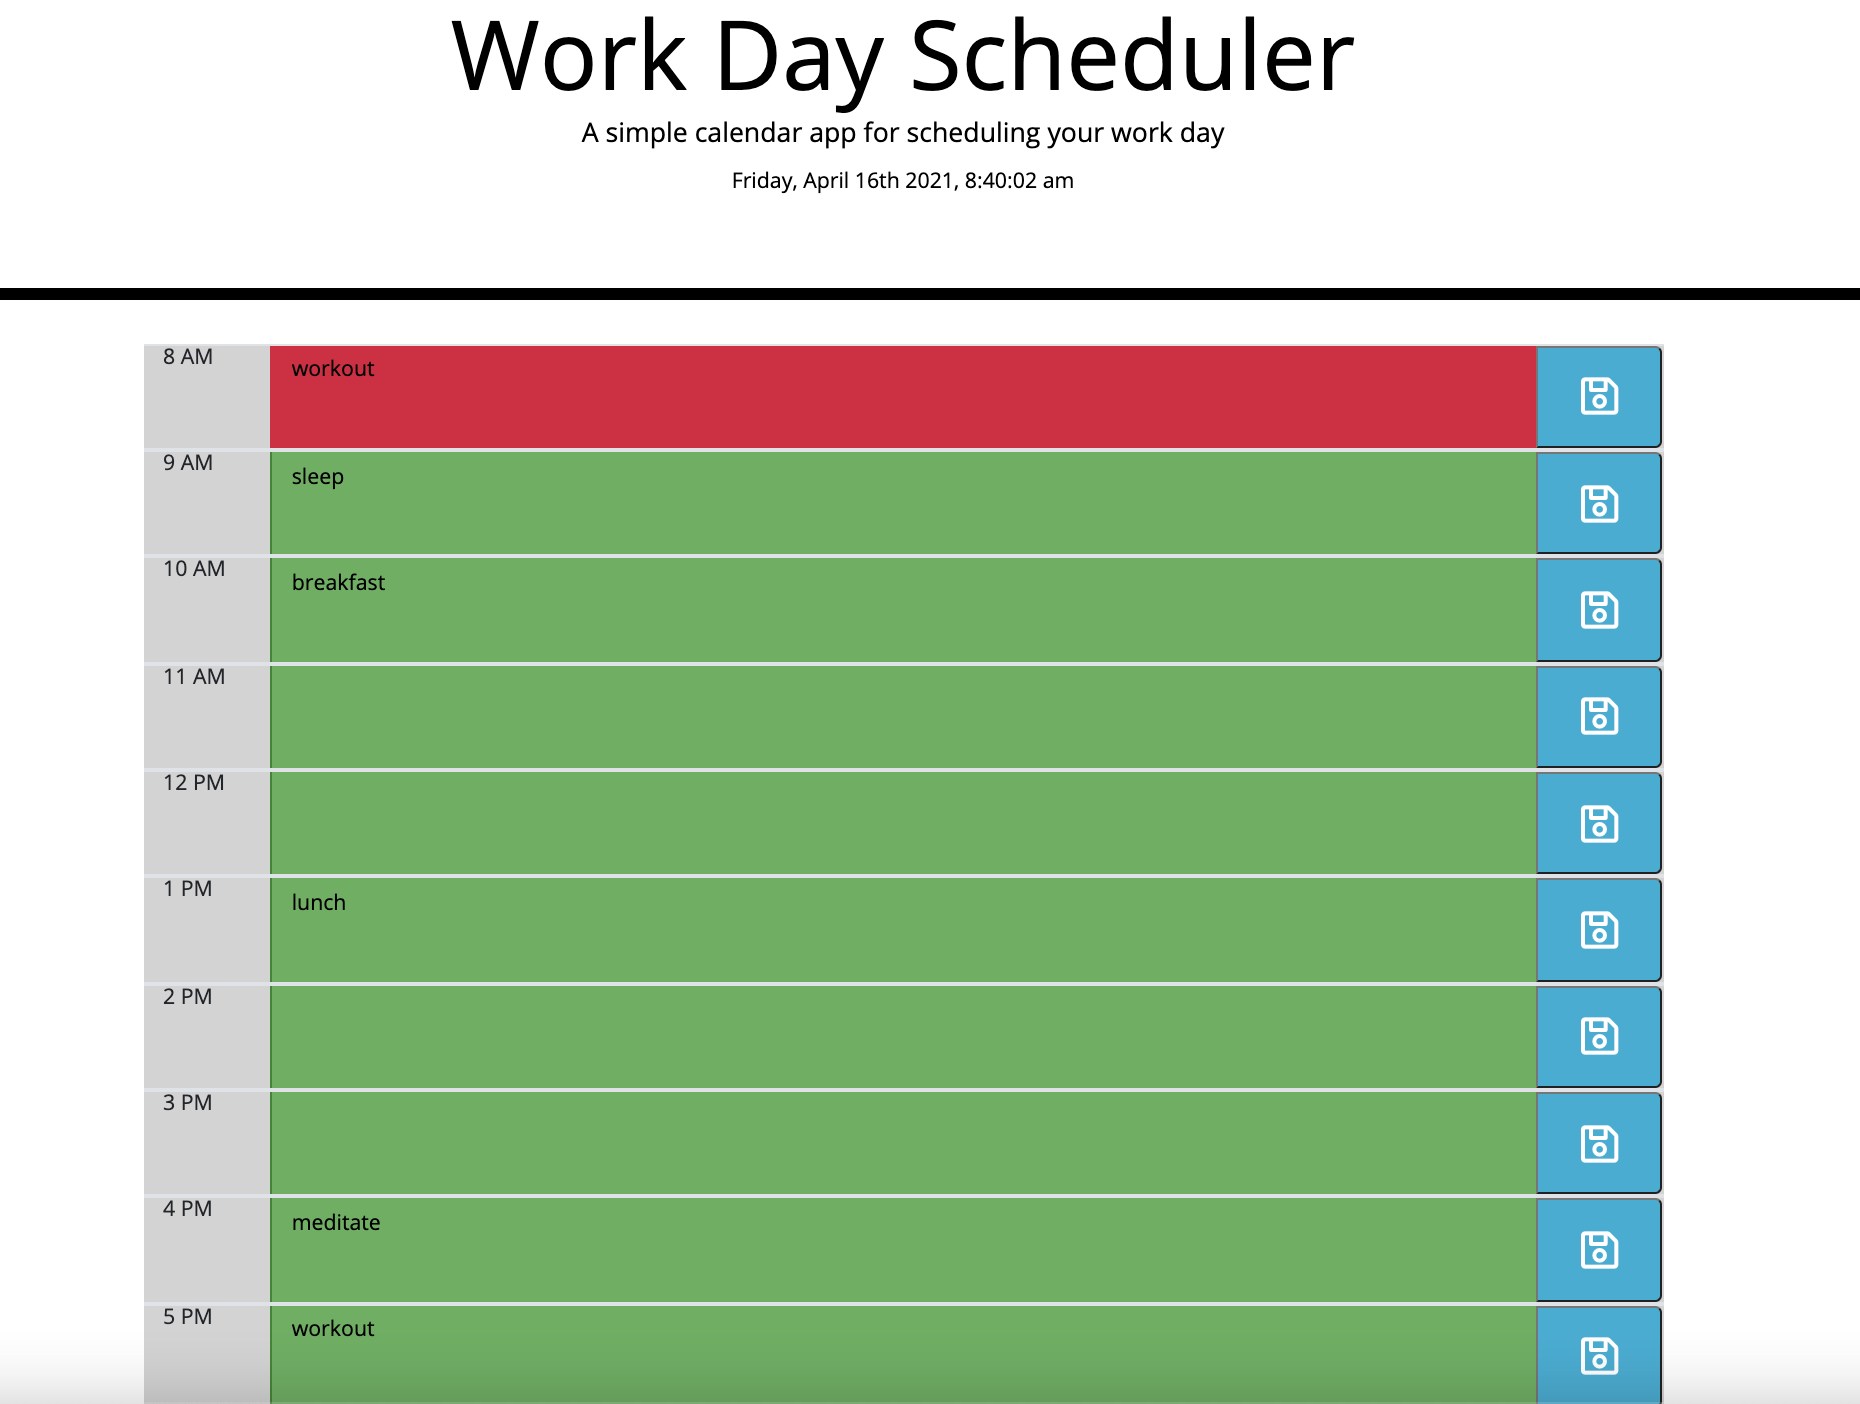 Work Day Scheduler
A simple calendar app for scheduling your work day
Friday, April 16th 2021, 8:40:02 am
8 AM
workout
9 AM
sleep
10 AM
breakfast
11 AM
12 PM
1 PM
lunch
2 PM
3 PM
4 PM
meditate
5 PM
workout